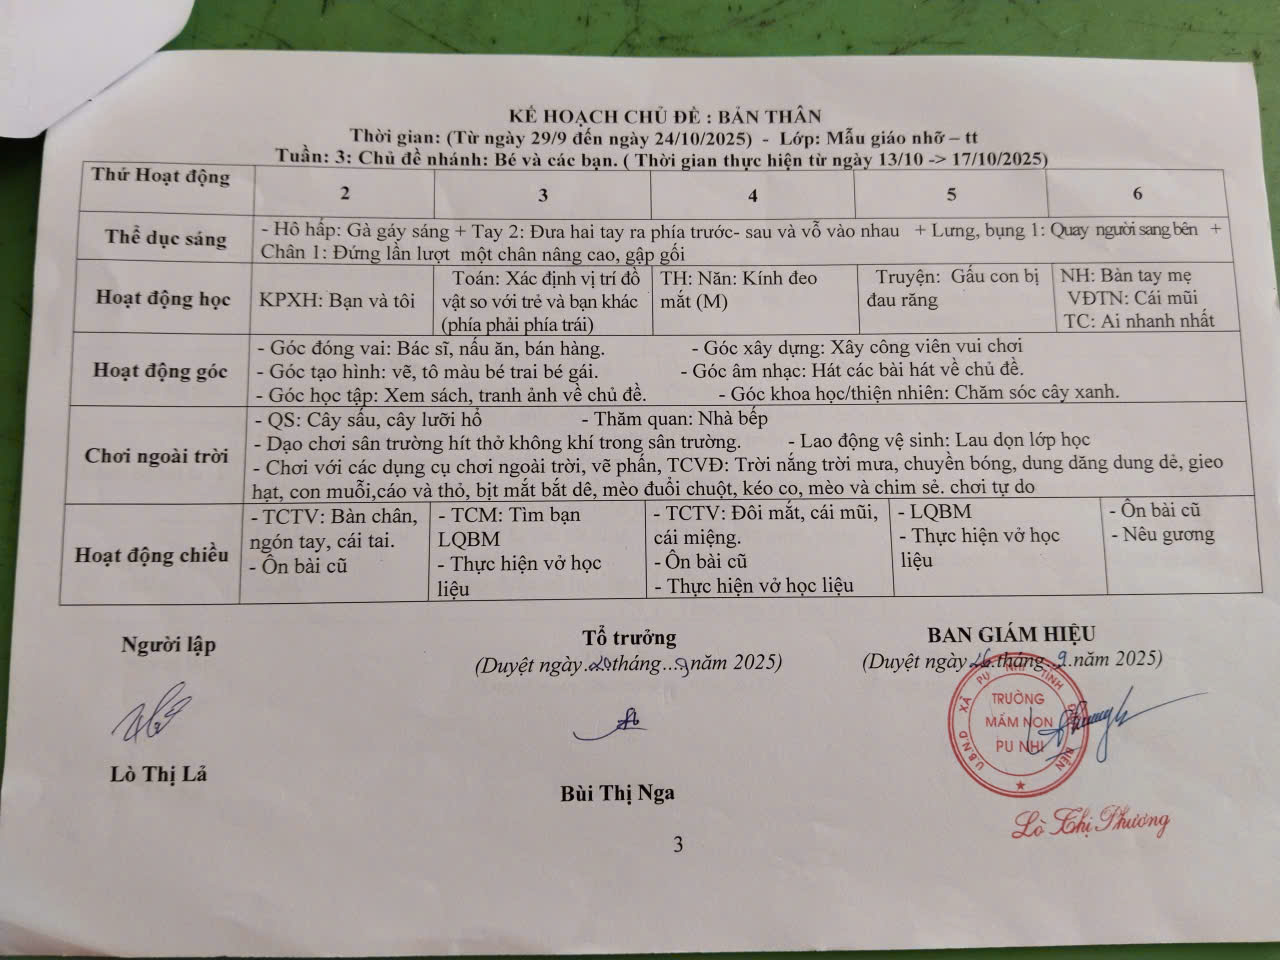 KẾ HOẠCH CHỦ ĐỀ : BẢN THÂN
Thời gian: (Từ ngày 29/9 đến ngày 24/10/2025) - Lớp: Mẫu giáo nhỡ – tt
Tuần: 3: Chủ đề nhánh: Bé và các bạn. ( Thời gian thực hiện từ ngày 13/10 -> 17/10/2025)
Thứ Hoạt động
2
3
4
5
6
Thể dục sáng
- Hô hấp: Gà gáy sáng + Tay 2: Đưa hai tay ra phía trước- sau và vỗ vào nhau + Lưng, bụng 1: Quay người sang bên +
Chân 1: Đứng lần lượt một chân nâng cao, gập gối
Hoạt động học
KPXH: Bạn và tôi
Toán: Xác định vị trí đồ
vật so với trẻ và bạn khác
(phía phải phía trái)
TH: Năn: Kính đeo
mắt (M)
Truyện: Gấu con bị
đau răng
NH: Bàn tay mẹ
VĐTN: Cái mũi
TC: Ai nhanh nhất
Hoạt động góc
- Góc đóng vai: Bác sĩ, nấu ăn, bán hàng. - Góc xây dựng: Xây công viên vui chơi
- Góc tạo hình: vẽ, tô màu bé trai bé gái. - Góc âm nhạc: Hát các bài hát về chủ đề.
- Góc học tập: Xem sách, tranh ảnh về chủ đề. - Góc khoa học/thiện nhiên: Chăm sóc cây xanh.
Chơi ngoài trời
- QS: Cây sấu, cây lưỡi hổ - Thăm quan: Nhà bếp
- Dạo chơi sân trường hít thở không khí trong sân trường. - Lao động vệ sinh: Lau dọn lớp học
- Chơi với các dụng cụ chơi ngoài trời, vẽ phấn, TCVĐ: Trời nắng trời mưa, chuyền bóng, dung dăng dung dẻ, gieo
hạt, con muỗi,cáo và thỏ, bịt mắt bắt dê, mèo đuổi chuột, kéo co, mèo và chim sẻ. chơi tự do
Hoạt động chiều
- TCTV: Bàn chân,
ngón tay, cái tai.
- Ôn bài cũ
- TCM: Tìm bạn
LQBM
- Thực hiện vở học
liệu
- TCTV: Đôi mắt, cái mũi,
cái miệng.
- Ôn bài cũ
- Thực hiện vở học liệu
- LQBM
- Thực hiện vở học
liệu
- Ôn bài cũ
- Nêu gương
Người lập
Tổ trưởng
BAN GIÁM HIỆU
(Duyệt ngày tháng...9 năm 2025)
(Duyệt ngày 26 tháng...9.năm 2025)
U.B.N.D XÃ PU NHI TỈNH ĐIỆN BIÊN
TRƯỜNG
MẦM NON
PU NHI
Lò Thị Lả
Bùi Thị Nga
Lò Thị Phương
3